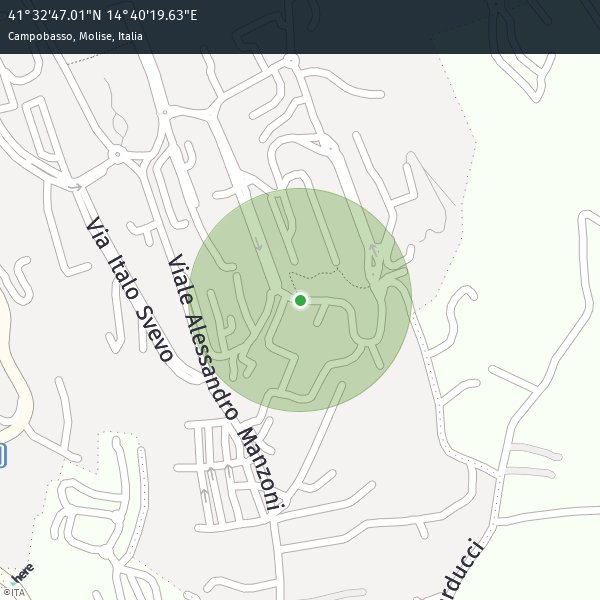 41°32'47.01"N 14°40'19.63"E
Campobasso, Molise, Italia
Via Italo Svevo
Viale Alessandro Manzoni
arducci
here
©ITA